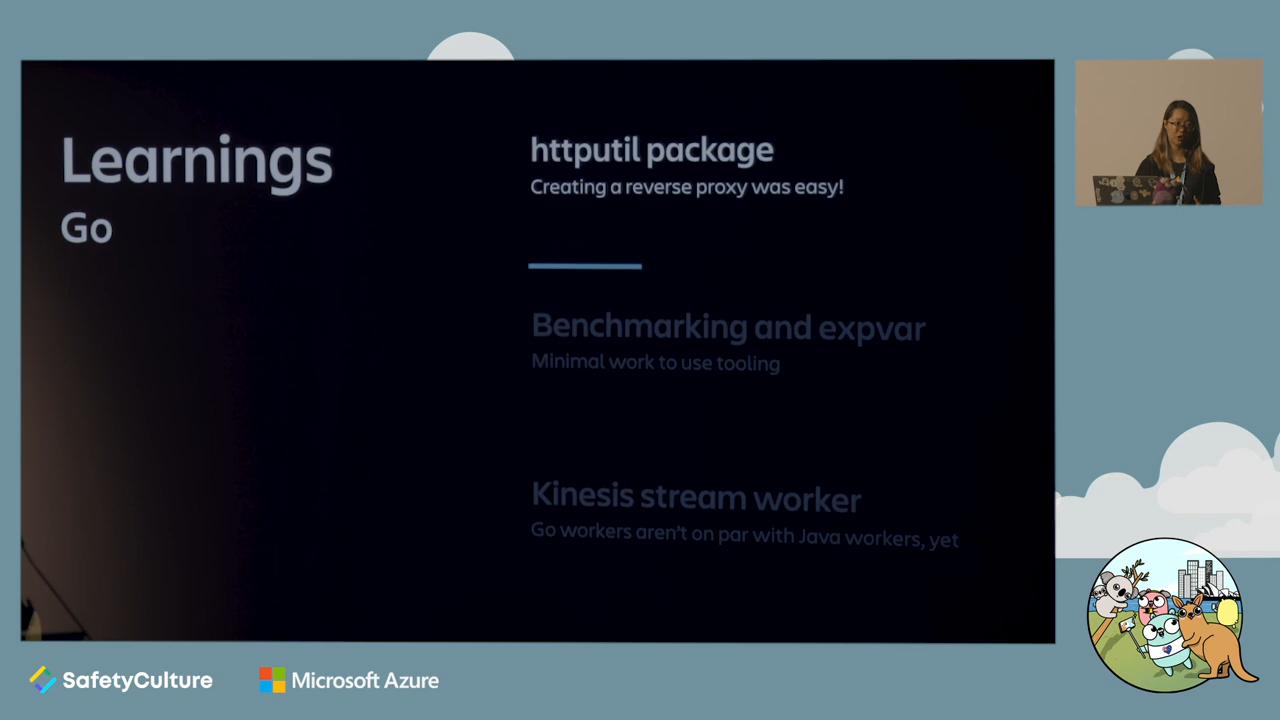 Learnings
Go
httputil package
Creating a reverse proxy was easy!
Benchmarking and expvar
Minimal work to use tooling
Kinesis stream worker
Go workers aren't on par with Java workers, yet
SafetyCulture
Microsoft Azure